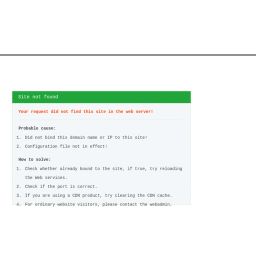 Site not found
Your request did not find this site in the web server!
Probable cause:
1. Did not bind this domain name or IP to this site!
2. Configuration file not in effect!
How to solve:
1. Check whether already bound to the site, if true, try reloading
the Web services.
2. Check if the port is correct.
3. If you are using a CDN product, try clearing the CDN cache.
4. For ordinary website visitors, please contact the webadmin.